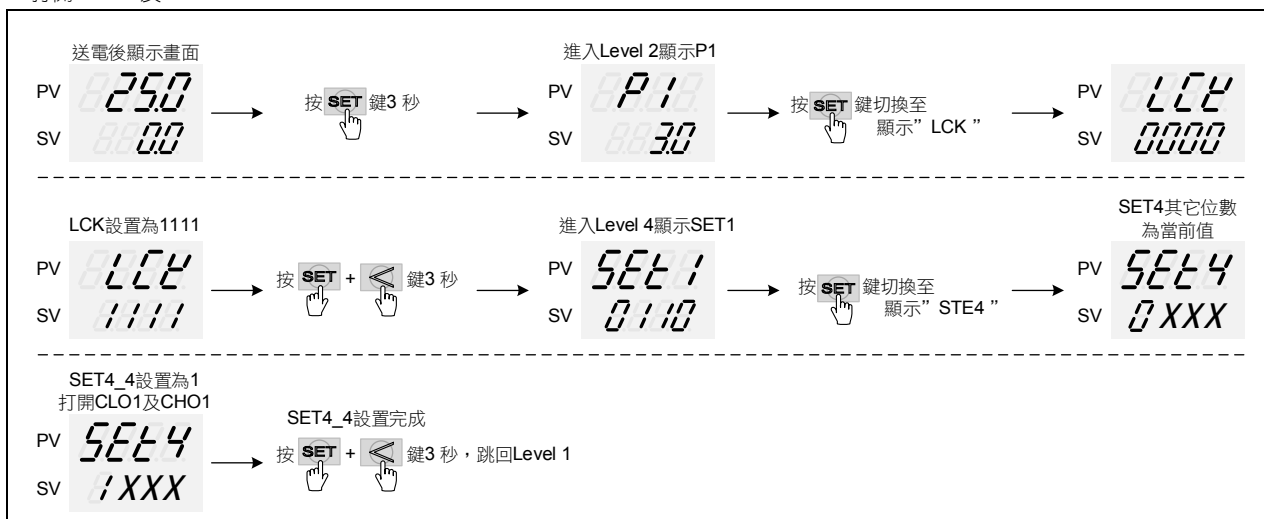 送電後顯示畫面
PV 25.0
SV 0.0
按 SET 鍵3 秒
進入Level 2顯示P1
PV P1
SV 3.0
按 SET 鍵切換至
顯示” LCK ”
PV LCK
SV 0000
LCK設置為1111
PV LCK
SV 1111
按 SET + < 鍵3 秒
進入Level 4顯示SET1
PV SEt1
SV 0110
按 SET 鍵切換至
顯示” STE4 ”
SET4其它位數
為當前值
PV SEt4
SV 0XXX
SET4_4設置為1
打開CLO1及CHO1
PV SEt4
SV 1XXX
SET4_4設置完成
按 SET + < 鍵3 秒，跳回Level 1